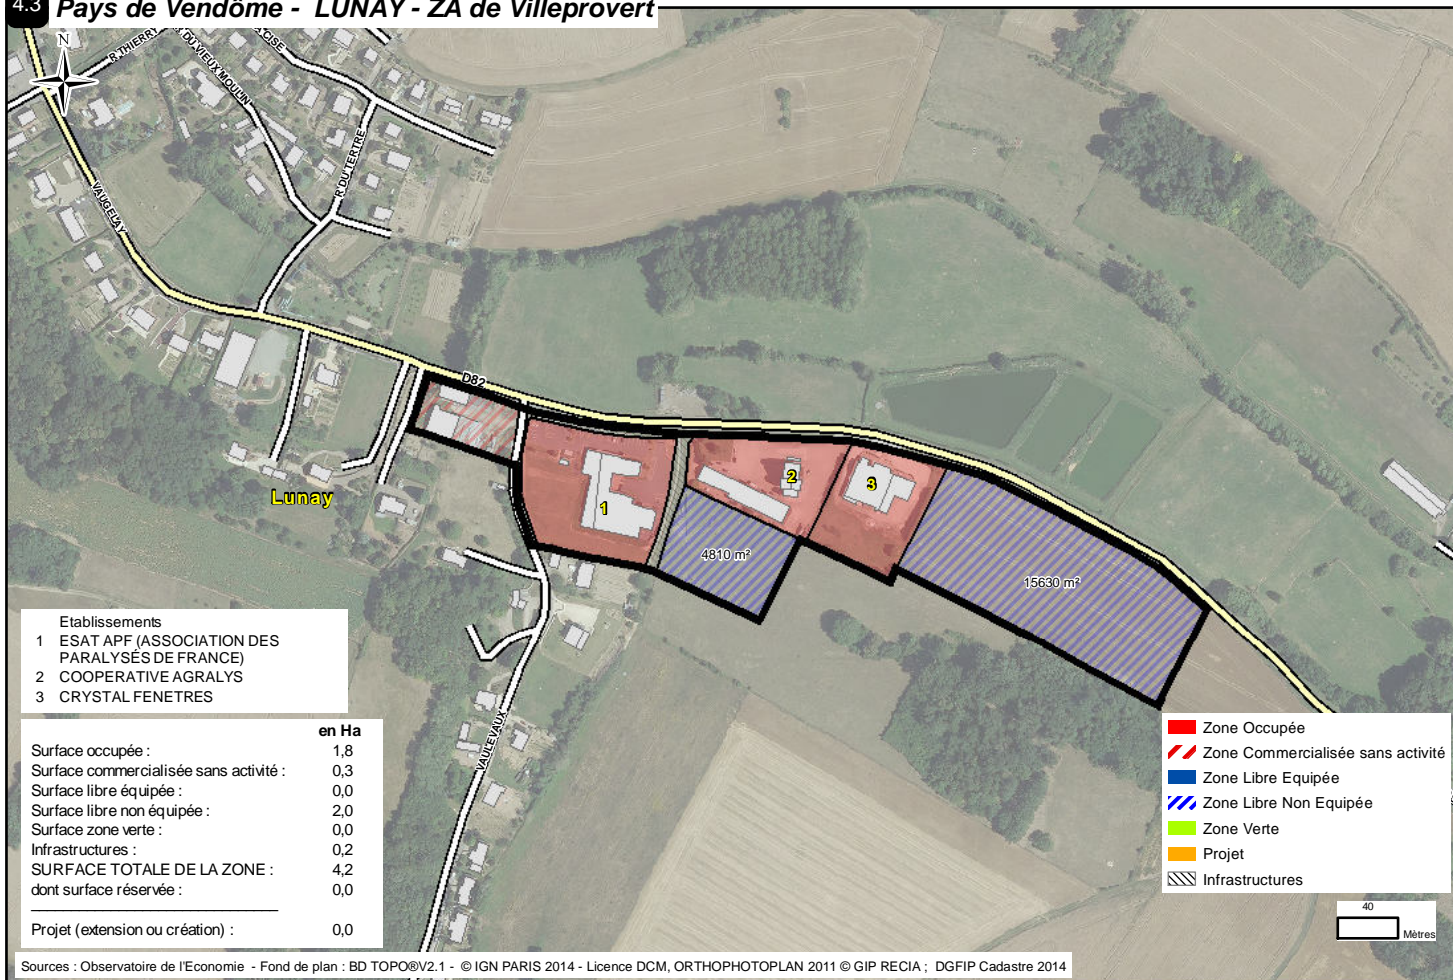 4.3 Pays de Vendôme - LUNAY - ZA de Villeprovert
N
R THIERRY
R DU VIEUX MOULIN
R DU TERTRE
VAUGELAY
D82
Lunay
1
2
3
4810 m²
15630 m²
VAULEVAUX
Etablissements
1 ESAT APF (ASSOCIATION DES
PARALYSÉS DE FRANCE)
2 COOPERATIVE AGRALYS
3 CRYSTAL FENETRES
en Ha
Surface occupée : 1,8
Surface commercialisée sans activité : 0,3
Surface libre équipée : 0,0
Surface libre non équipée : 2,0
Surface zone verte : 0,0
Infrastructures : 0,2
SURFACE TOTALE DE LA ZONE : 4,2
dont surface réservée : 0,0
Projet (extension ou création) : 0,0
Zone Occupée
Zone Commercialisée sans activité
Zone Libre Equipée
Zone Libre Non Equipée
Zone Verte
Projet
Infrastructures
40
Mètres
Sources : Observatoire de l'Economie - Fond de plan : BD TOPO®V2.1 - © IGN PARIS 2014 - Licence DCM, ORTHOPHOTOPLAN 2011 © GIP RECIA ; DGFIP Cadastre 2014